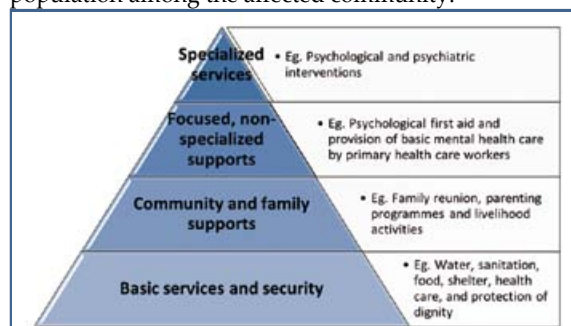 population among the affected community.
Specialized
services
• Eg. Psychological and psychiatric
interventions
Focused, non-
specialized
supports
• Eg. Psychological first aid and
provision of basic mental health care
by primary health care workers
Community and family
supports
• Eg. Family reunion, parenting
programmes and livelihood
activities
Basic services and security
• Eg. Water, sanitation,
food, shelter, health
care, and protection of
dignity